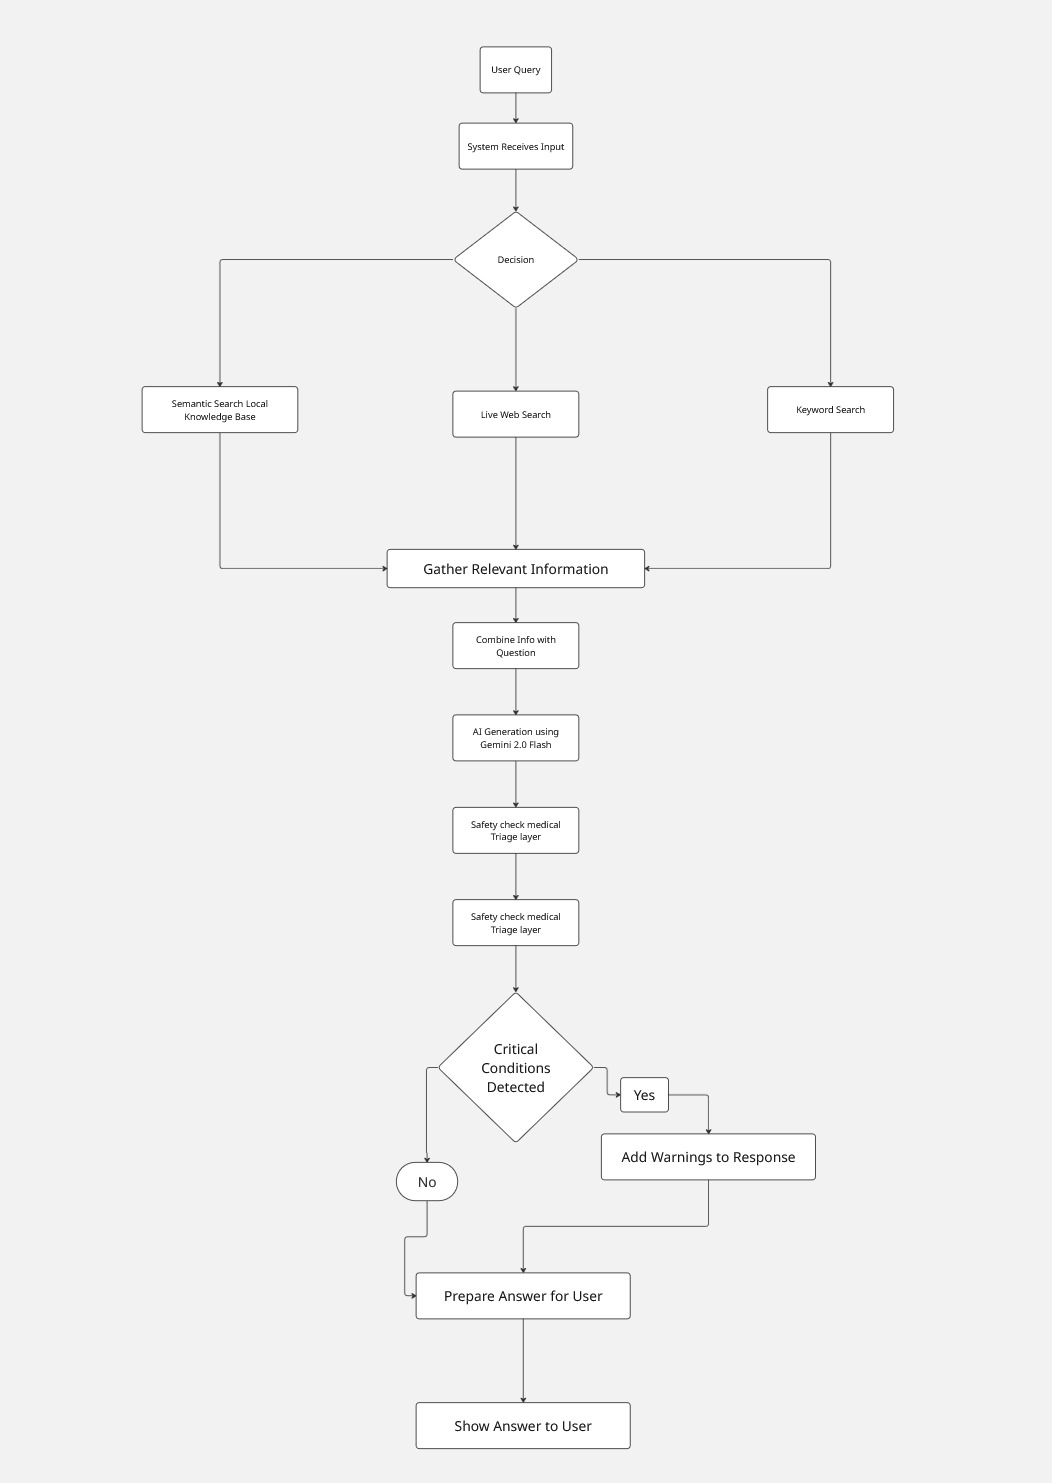 User Query
System Receives Input
Decision
Semantic Search Local
Knowledge Base
Live Web Search
Keyword Search
Gather Relevant Information
Combine Info with
Question
AI Generation using
Gemini 2.0 Flash
Safety check medical
Triage layer
Safety check medical
Triage layer
Critical
Conditions
Detected
Yes
Add Warnings to Response
No
Prepare Answer for User
Show Answer to User